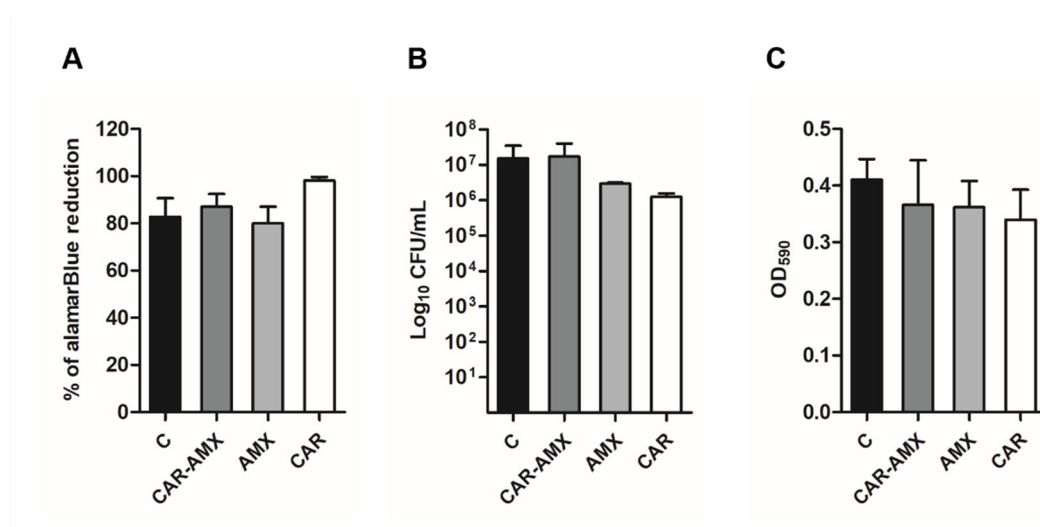 A
B
C
% of alamarBlue reduction
120
100
80
60
40
20
0
C
CAR-AMX
AMX
CAR
Log₁₀ CFU/mL
10⁸
10⁷
10⁶
10⁵
10⁴
10³
10²
10¹
C
CAR-AMX
AMX
CAR
OD₅₉₀
0.5
0.4
0.3
0.2
0.1
0.0
C
CAR-AMX
AMX
CAR